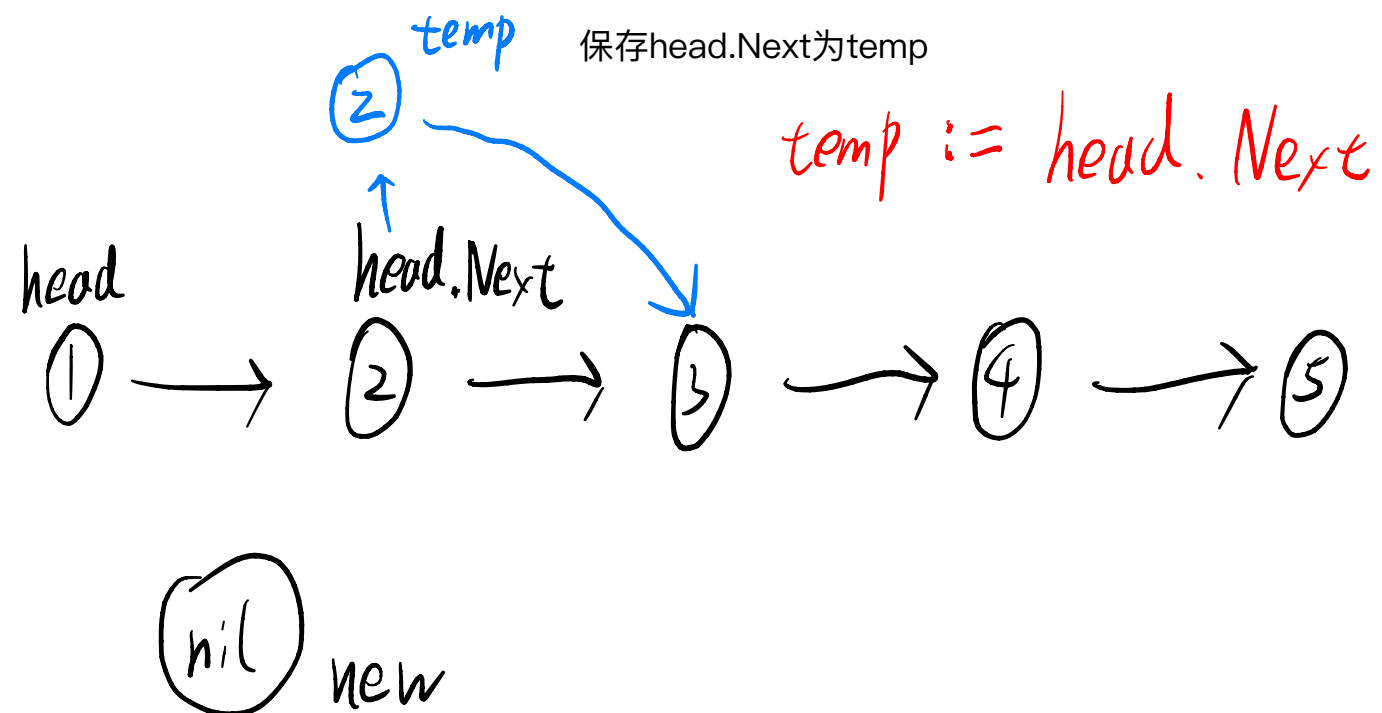 temp
保存head.Next为temp
2
temp := head.Next
head
head.Next
1 2 3 4 5
nil
new